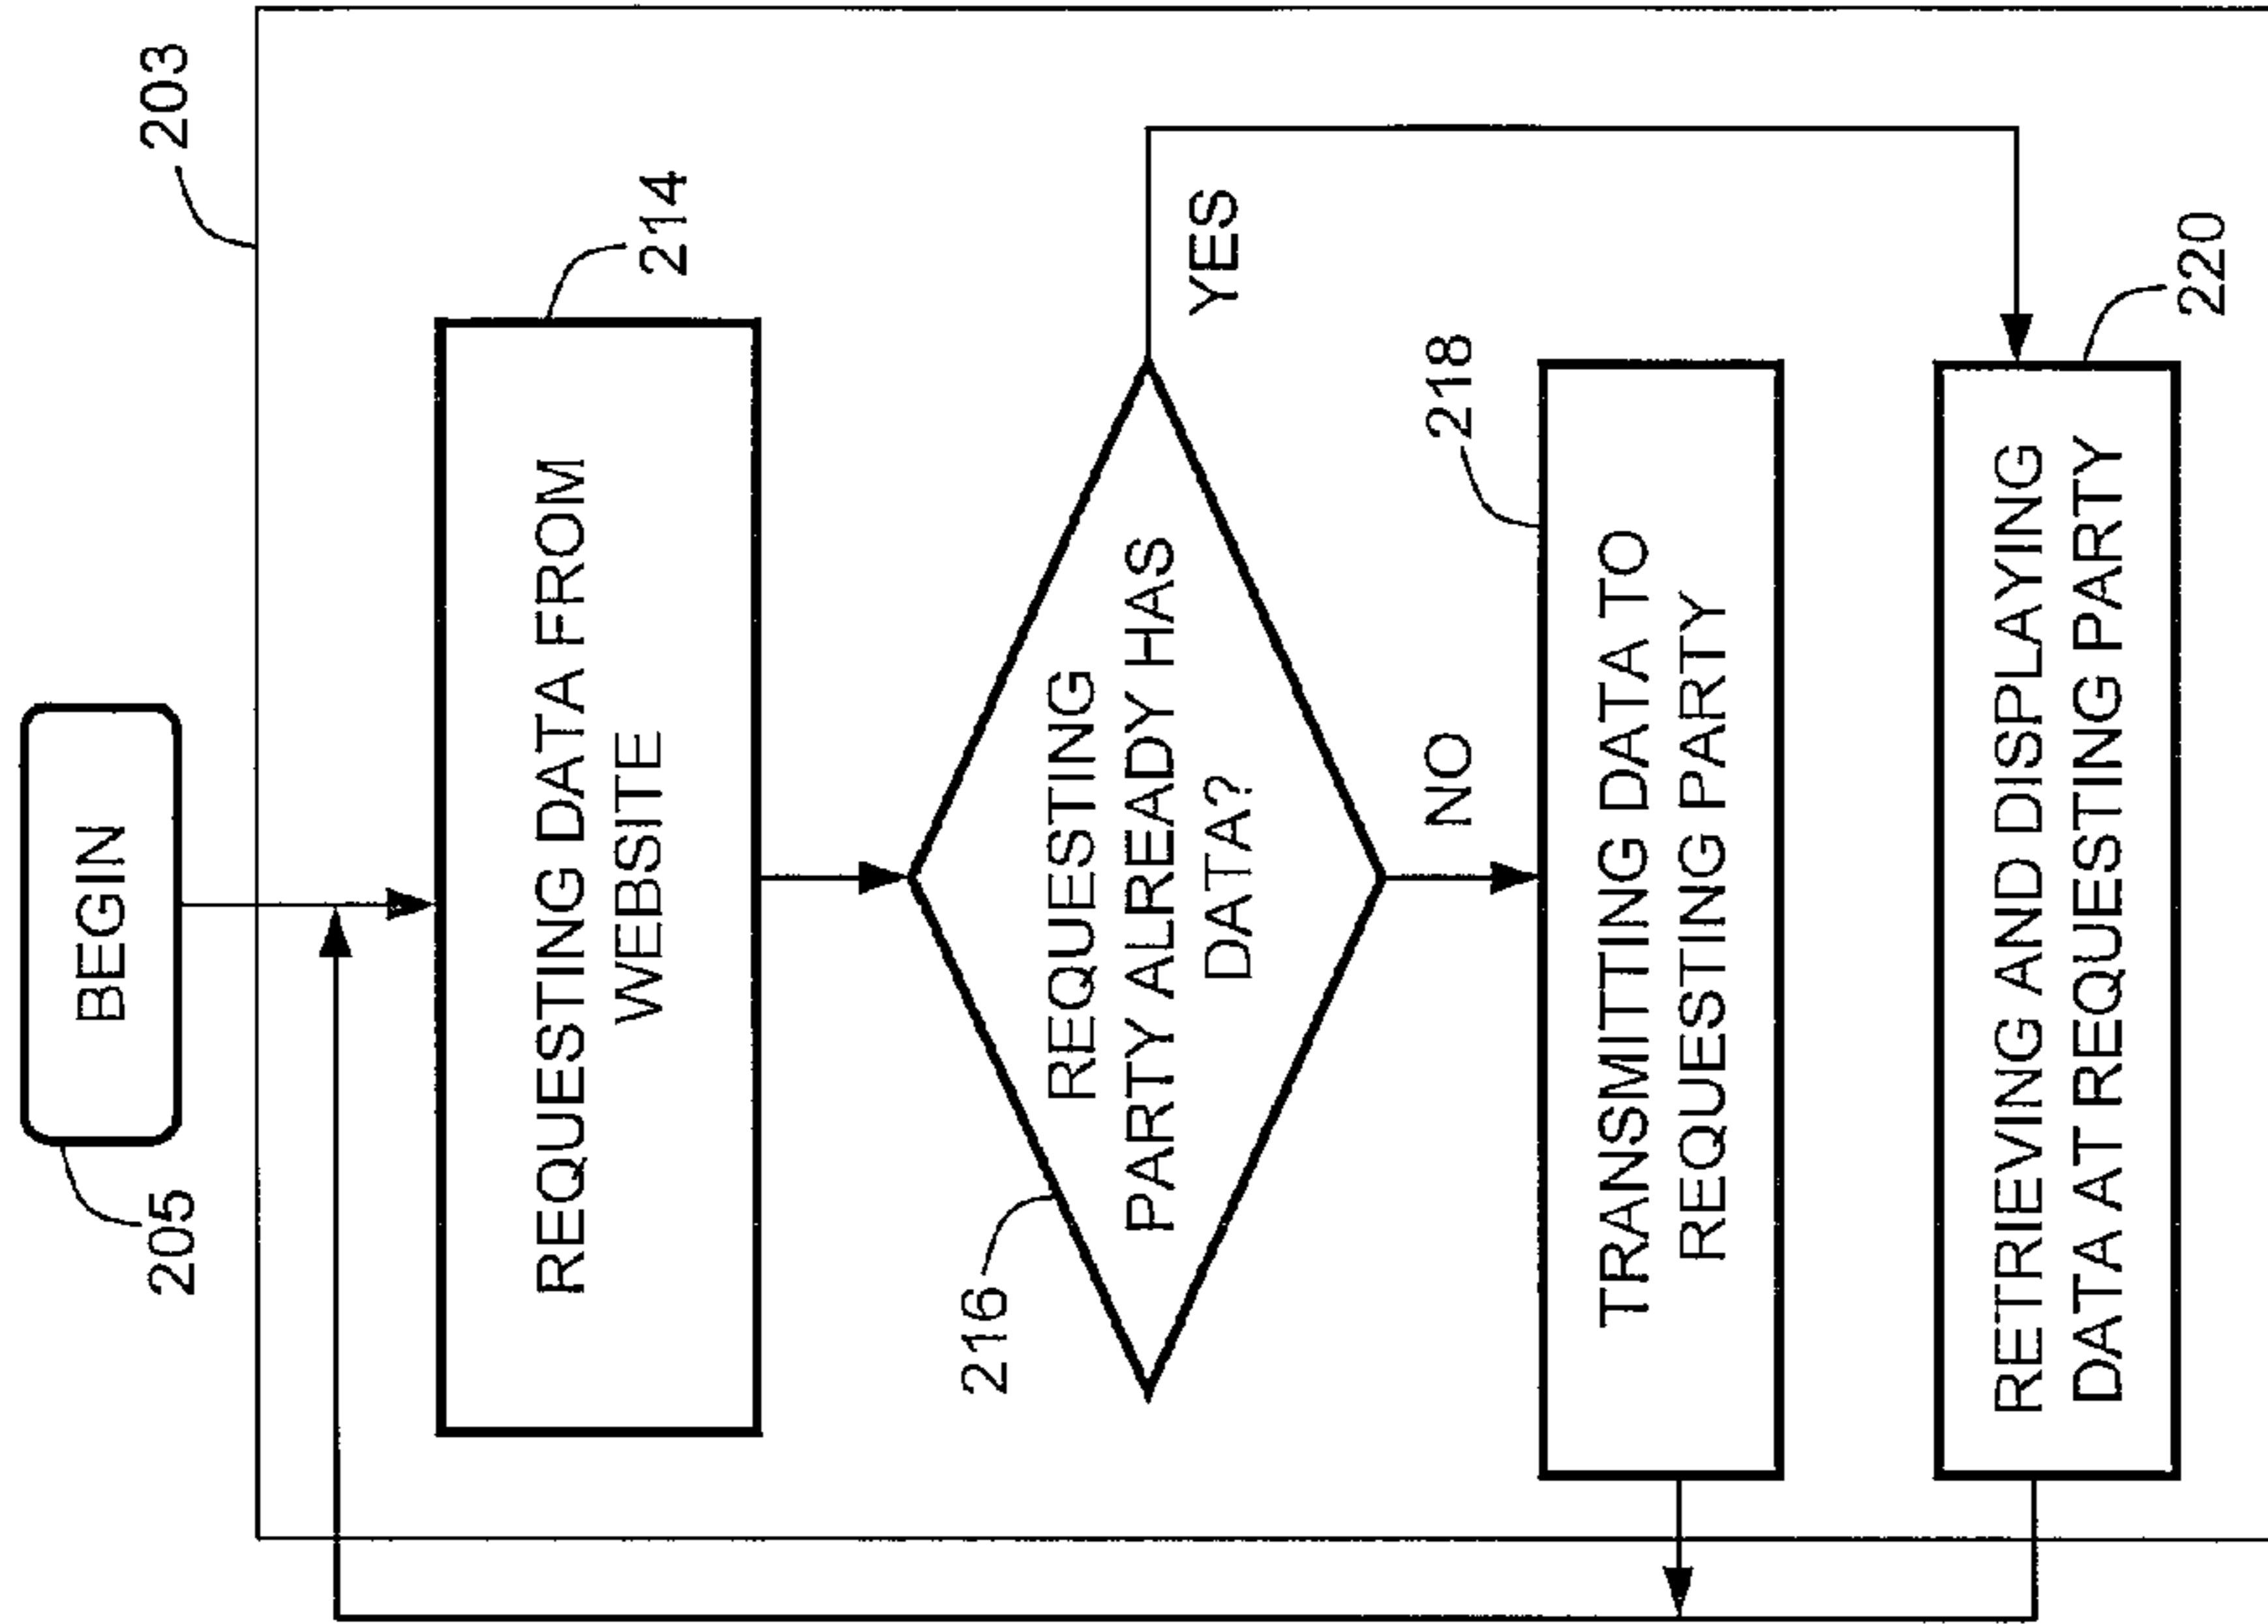 BEGIN
205
203
REQUESTING DATA FROM
WEBSITE
214
REQUESTING
PARTY ALREADY HAS
DATA?
216
YES
NO
TRANSMITTING DATA TO
REQUESTING PARTY
218
RETRIEVING AND DISPLAYING
DATA AT REQUESTING PARTY
220